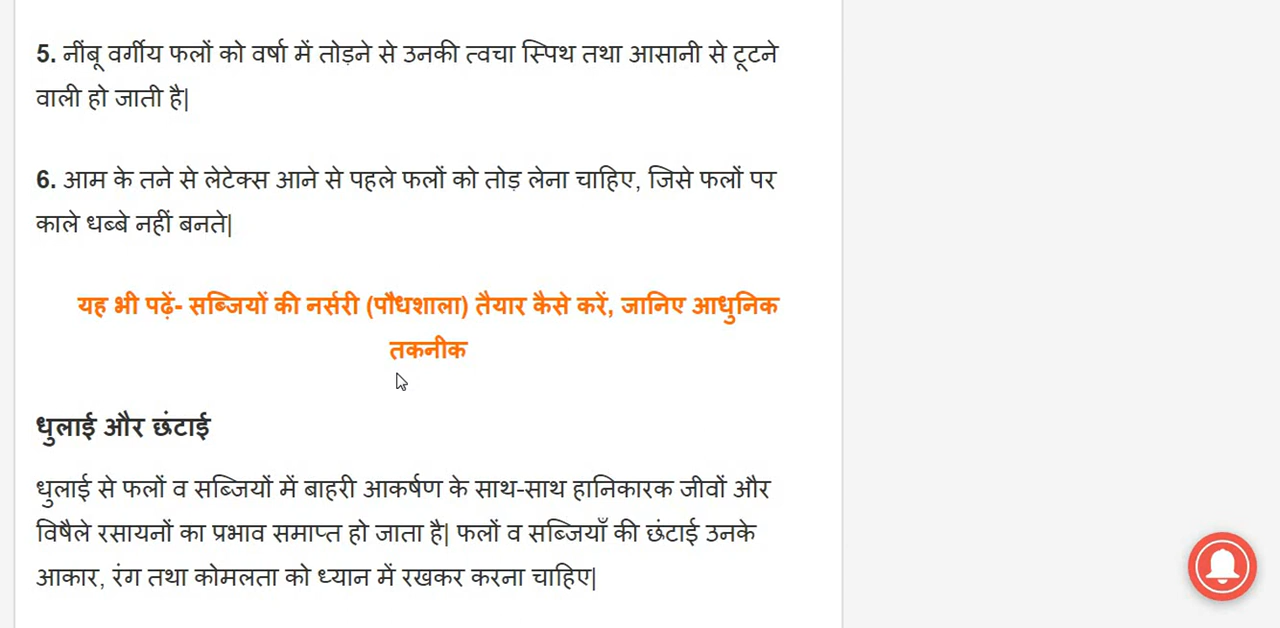 5. नींबू वर्गीय फलों को वर्षा में तोड़ने से उनकी त्वचा स्पिथ तथा आसानी से टूटने
वाली हो जाती है|
6. आम के तने से लेटेक्स आने से पहले फलों को तोड़ लेना चाहिए, जिसे फलों पर
काले धब्बे नहीं बनते|
यह भी पढ़ें- सब्जियों की नर्सरी (पौधशाला) तैयार कैसे करें, जानिए आधुनिक
तकनीक
धुलाई और छंटाई
धुलाई से फलों व सब्जियों में बाहरी आकर्षण के साथ-साथ हानिकारक जीवों और
विषैले रसायनों का प्रभाव समाप्त हो जाता है| फलों व सब्जियाँ की छंटाई उनके
आकार, रंग तथा कोमलता को ध्यान में रखकर करना चाहिए|